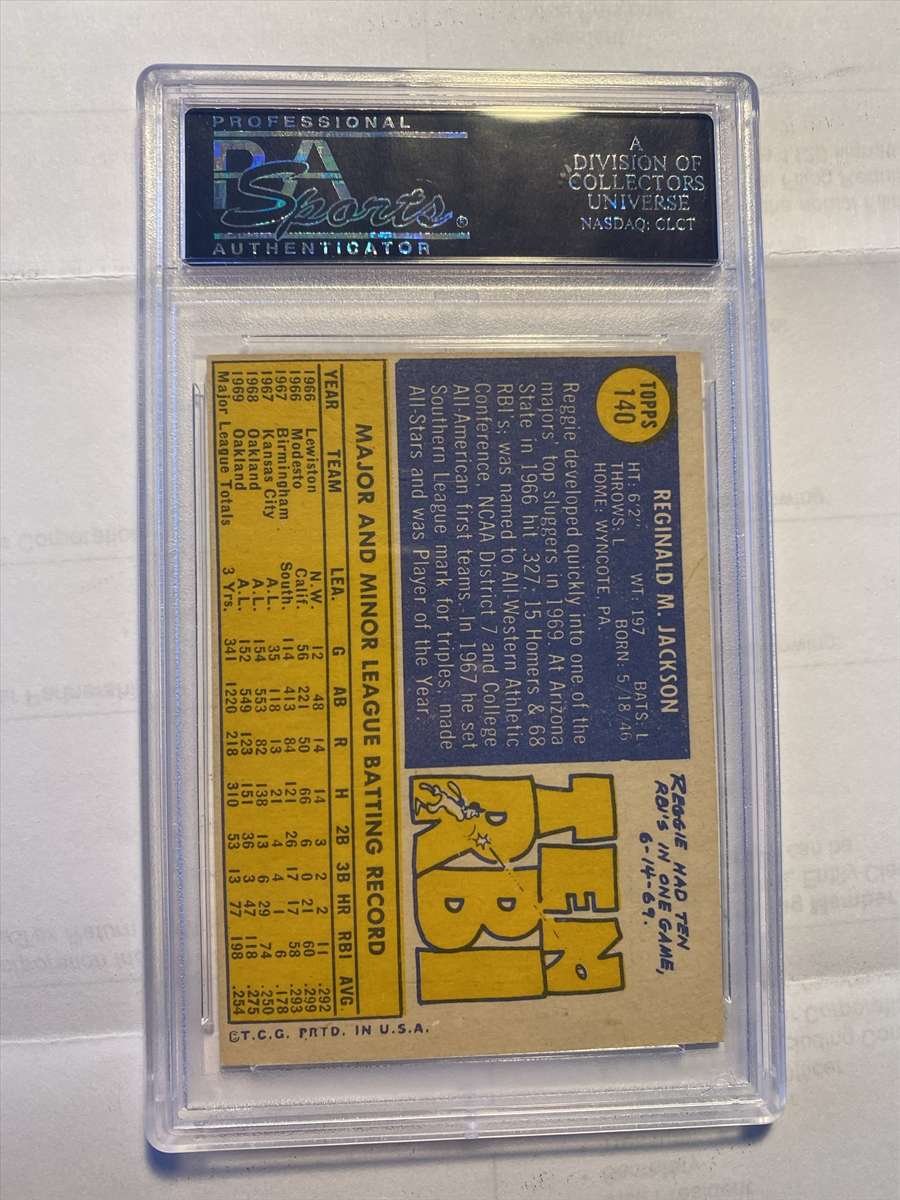 PROFESSIONAL
PSA
Sports®
AUTHENTICATOR
A
DIVISION OF
COLLECTORS
UNIVERSE
NASDAQ: CLCT
TOPPS
140
REGINALD M. JACKSON
HT: 6'2" WT: 197 BATS: L
THROWS: L BORN: 5 18 46
HOME: WYNCOTE, PA.
Reggie developed quickly into one of the
majors' top sluggers in 1969. At Arizona
State in 1966 hit .327; 15 Homers & 68
RBI's; was named to All Western Athletic
Conference, NCAA District 7 and College
All-American first teams. In 1967 he set
Southern League mark for triples; made
All-Stars and was Player of the Year.
REGGIE HAD TEN
RBI'S IN ONE GAME,
6-14-69.
TEN
RBI
MAJOR AND MINOR LEAGUE BATTING RECORD
YEAR TEAM LEA. G AB R H 2B 3B HR RBI AVG.
1966 Lewiston N.W. 12 48 14 14 3 2 2 11 .292
1966 Modesto Calif. 56 221 50 66 6 0 21 60 .299
1967 Birmingham South. 114 413 84 121 26 17 17 58 .293
1967 Kansas City A.L. 35 118 13 21 4 4 1 6 .178
1968 Oakland A.L. 154 553 82 138 13 6 29 74 .250
1969 Oakland A.L. 152 549 123 151 36 3 47 118 .275
Major League Totals 3 Yrs. 341 1220 218 310 53 13 77 198 .254
©T.C.G. PRTD. IN U.S.A.